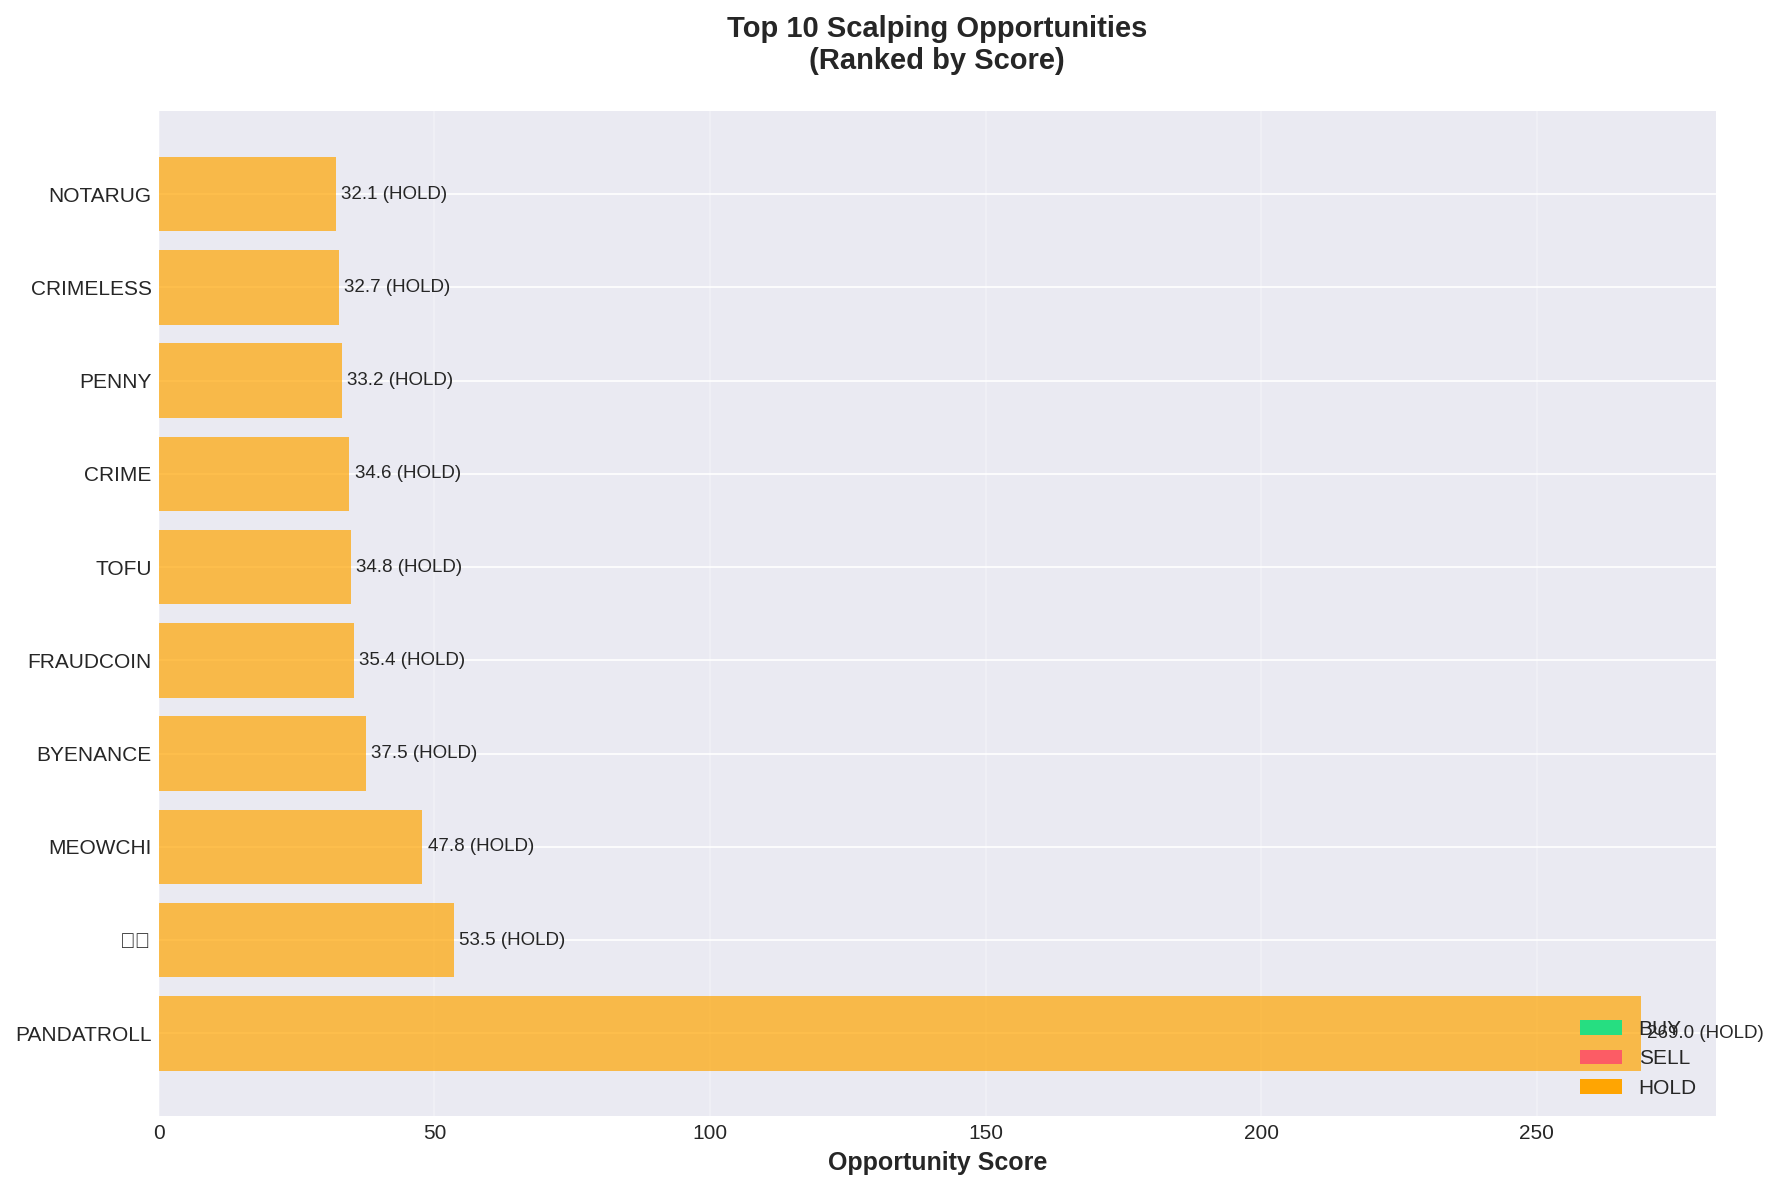 Top 10 Scalping Opportunities
(Ranked by Score)
NOTARUG
32.1 (HOLD)
CRIMELESS
32.7 (HOLD)
PENNY
33.2 (HOLD)
CRIME
34.6 (HOLD)
TOFU
34.8 (HOLD)
FRAUDCOIN
35.4 (HOLD)
BYENANCE
37.5 (HOLD)
MEOWCHI
47.8 (HOLD)
53.5 (HOLD)
PANDATROLL
269.0 (HOLD)
BUY
SELL
HOLD
0 50 100 150 200 250
Opportunity Score